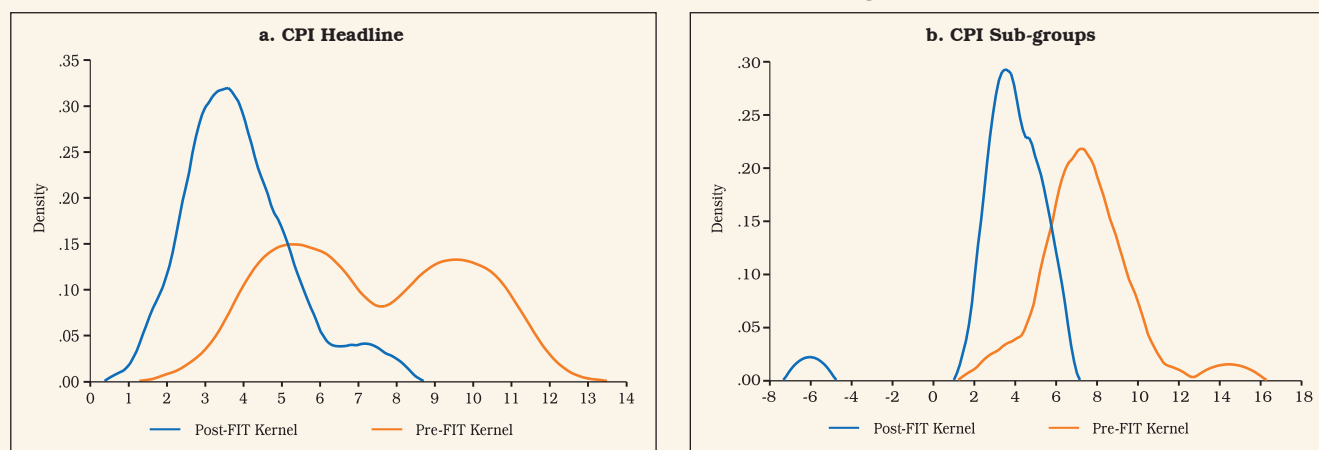 a. CPI Headline
.35
.30
.25
.20
.15
.10
.05
.00
Density
0 1 2 3 4 5 6 7 8 9 10 11 12 13 14
Post-FIT Kernel Pre-FIT Kernel
b. CPI Sub-groups
.30
.25
.20
.15
.10
.05
.00
Density
-8 -6 -4 -2 0 2 4 6 8 10 12 14 16 18
Post-FIT Kernel Pre-FIT Kernel